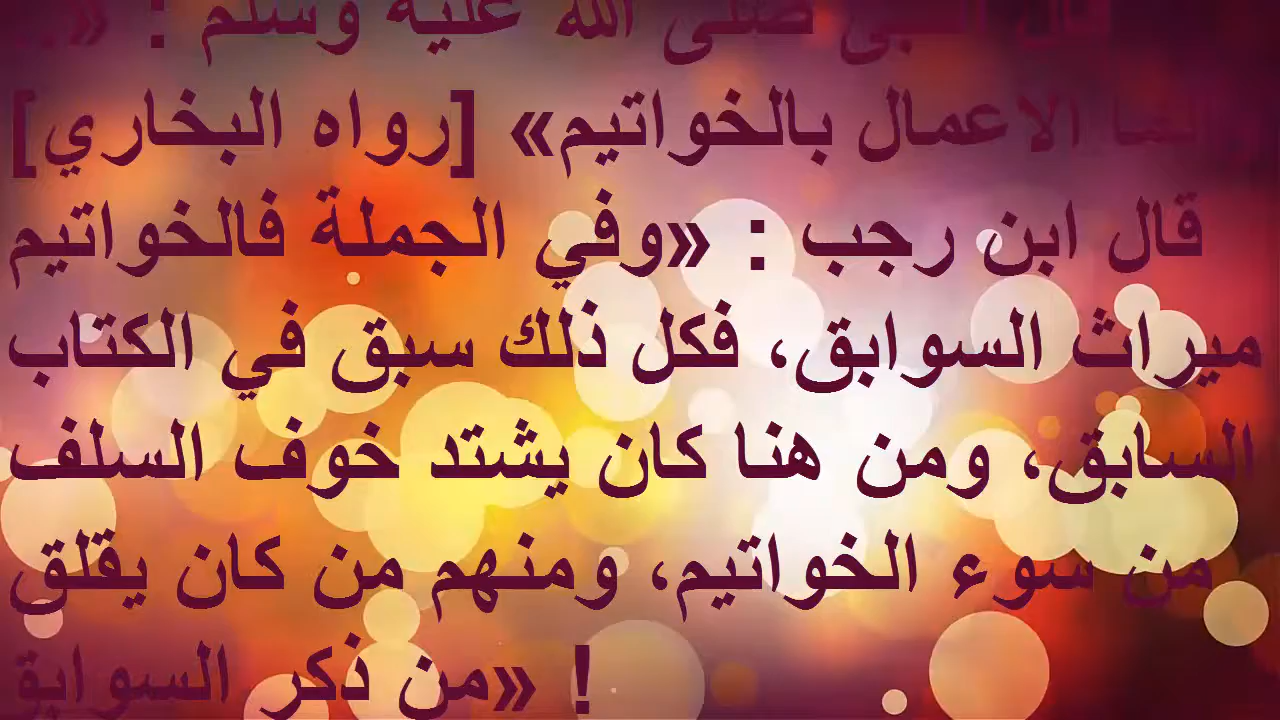 قال النبى صلى الله عليه وسلم : «..
إنما الاعمال بالخواتيم» [رواه البخاري]
قال ابن رجب : «وفي الجملة فالخواتيم
ميراث السوابق، فكل ذلك سبق في الكتاب
السابق، ومن هنا كان يشتد خوف السلف
من سوء الخواتيم، ومنهم من كان يقلق
من ذكر السوابق» !